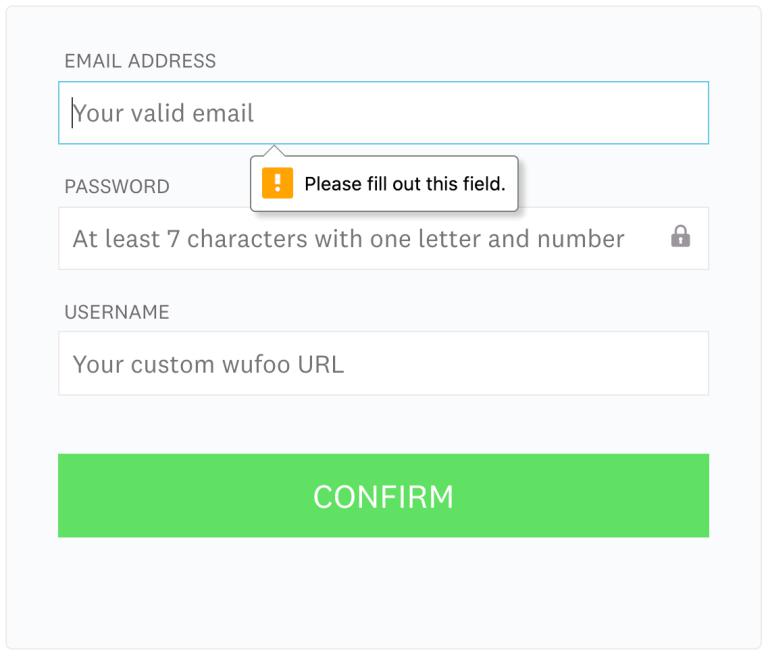 EMAIL ADDRESS
Your valid email
Please fill out this field.
PASSWORD
At least 7 characters with one letter and number
USERNAME
Your custom wufoo URL
CONFIRM